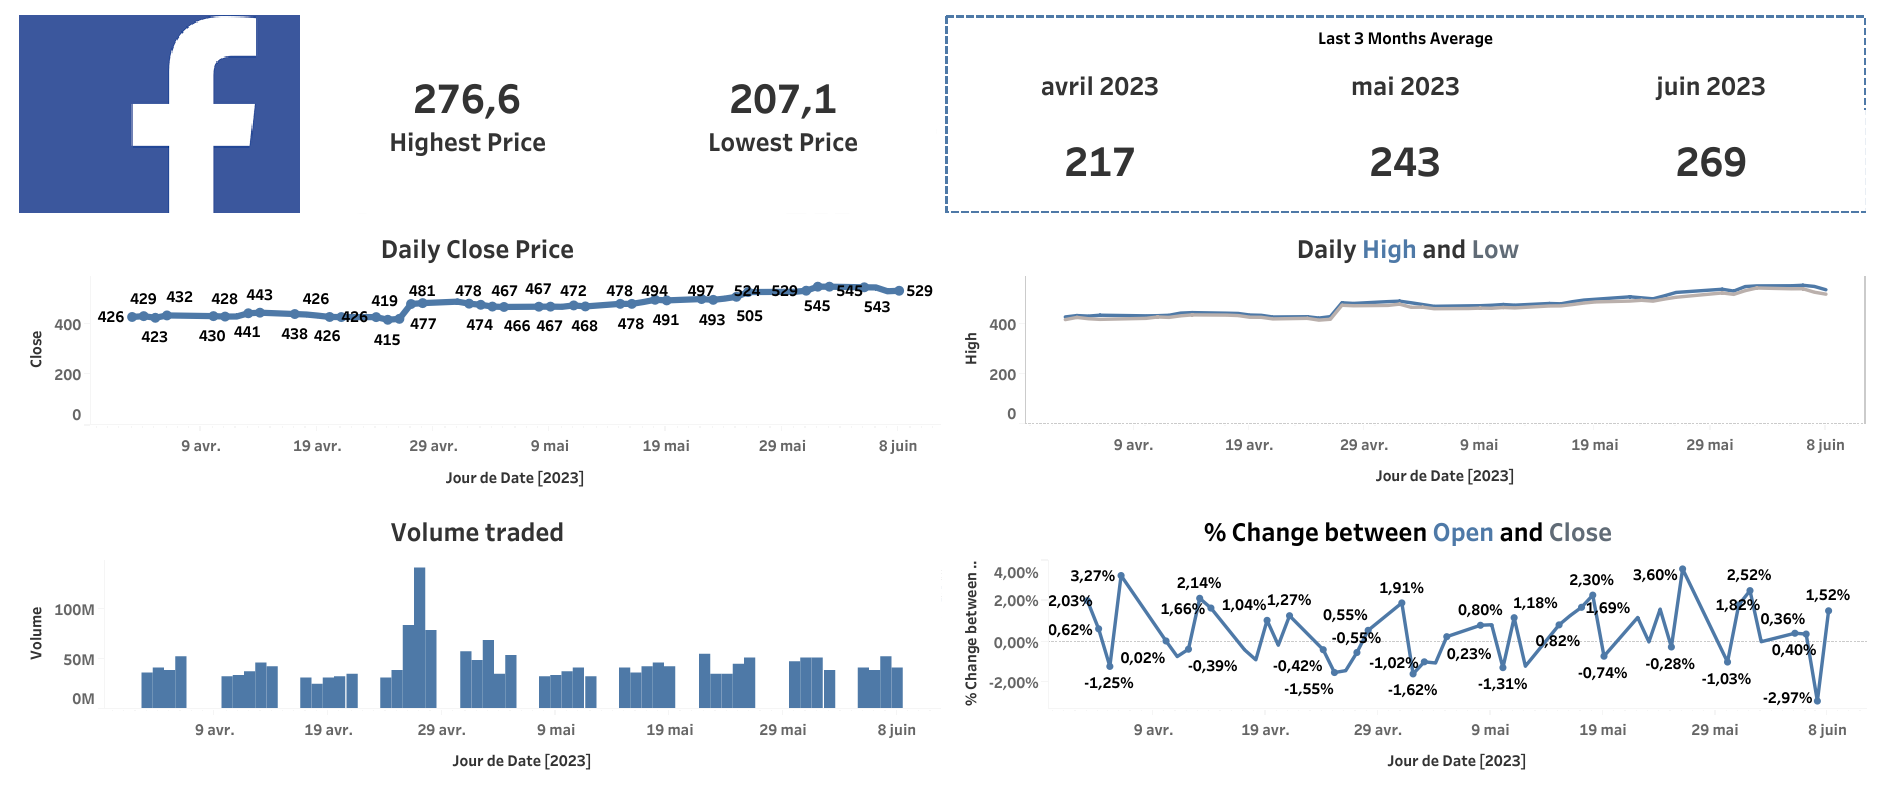 276,6
Highest Price
207,1
Lowest Price
Last 3 Months Average
avril 2023
mai 2023
juin 2023
217
243
269
Daily Close Price
Close
400
200
0
426
429
423
432
430
428
441
443
438
426
426
426
419
415
481
477
478
474
467
466
467
467
472
468
478
478
494
491
497
493
524
505
529
545
545
543
529
9 avr.
19 avr.
29 avr.
9 mai
19 mai
29 mai
8 juin
Jour de Date [2023]
Daily High and Low
High
400
200
0
9 avr.
19 avr.
29 avr.
9 mai
19 mai
29 mai
8 juin
Jour de Date [2023]
Volume traded
Volume
100M
50M
0M
9 avr.
19 avr.
29 avr.
9 mai
19 mai
29 mai
8 juin
Jour de Date [2023]
% Change between Open and Close
% Change between ..
4,00%
2,00%
0,00%
-2,00%
2,03%
0,62%
-1,25%
3,27%
0,02%
-0,39%
2,14%
1,66%
1,04%
1,27%
-0,42%
-1,55%
-0,55%
0,55%
1,91%
-1,62%
-1,02%
0,23%
0,80%
-1,31%
1,18%
0,82%
1,69%
2,30%
-0,74%
-0,28%
3,60%
-1,03%
1,82%
2,52%
0,36%
0,40%
-2,97%
1,52%
9 avr.
19 avr.
29 avr.
9 mai
19 mai
29 mai
8 juin
Jour de Date [2023]